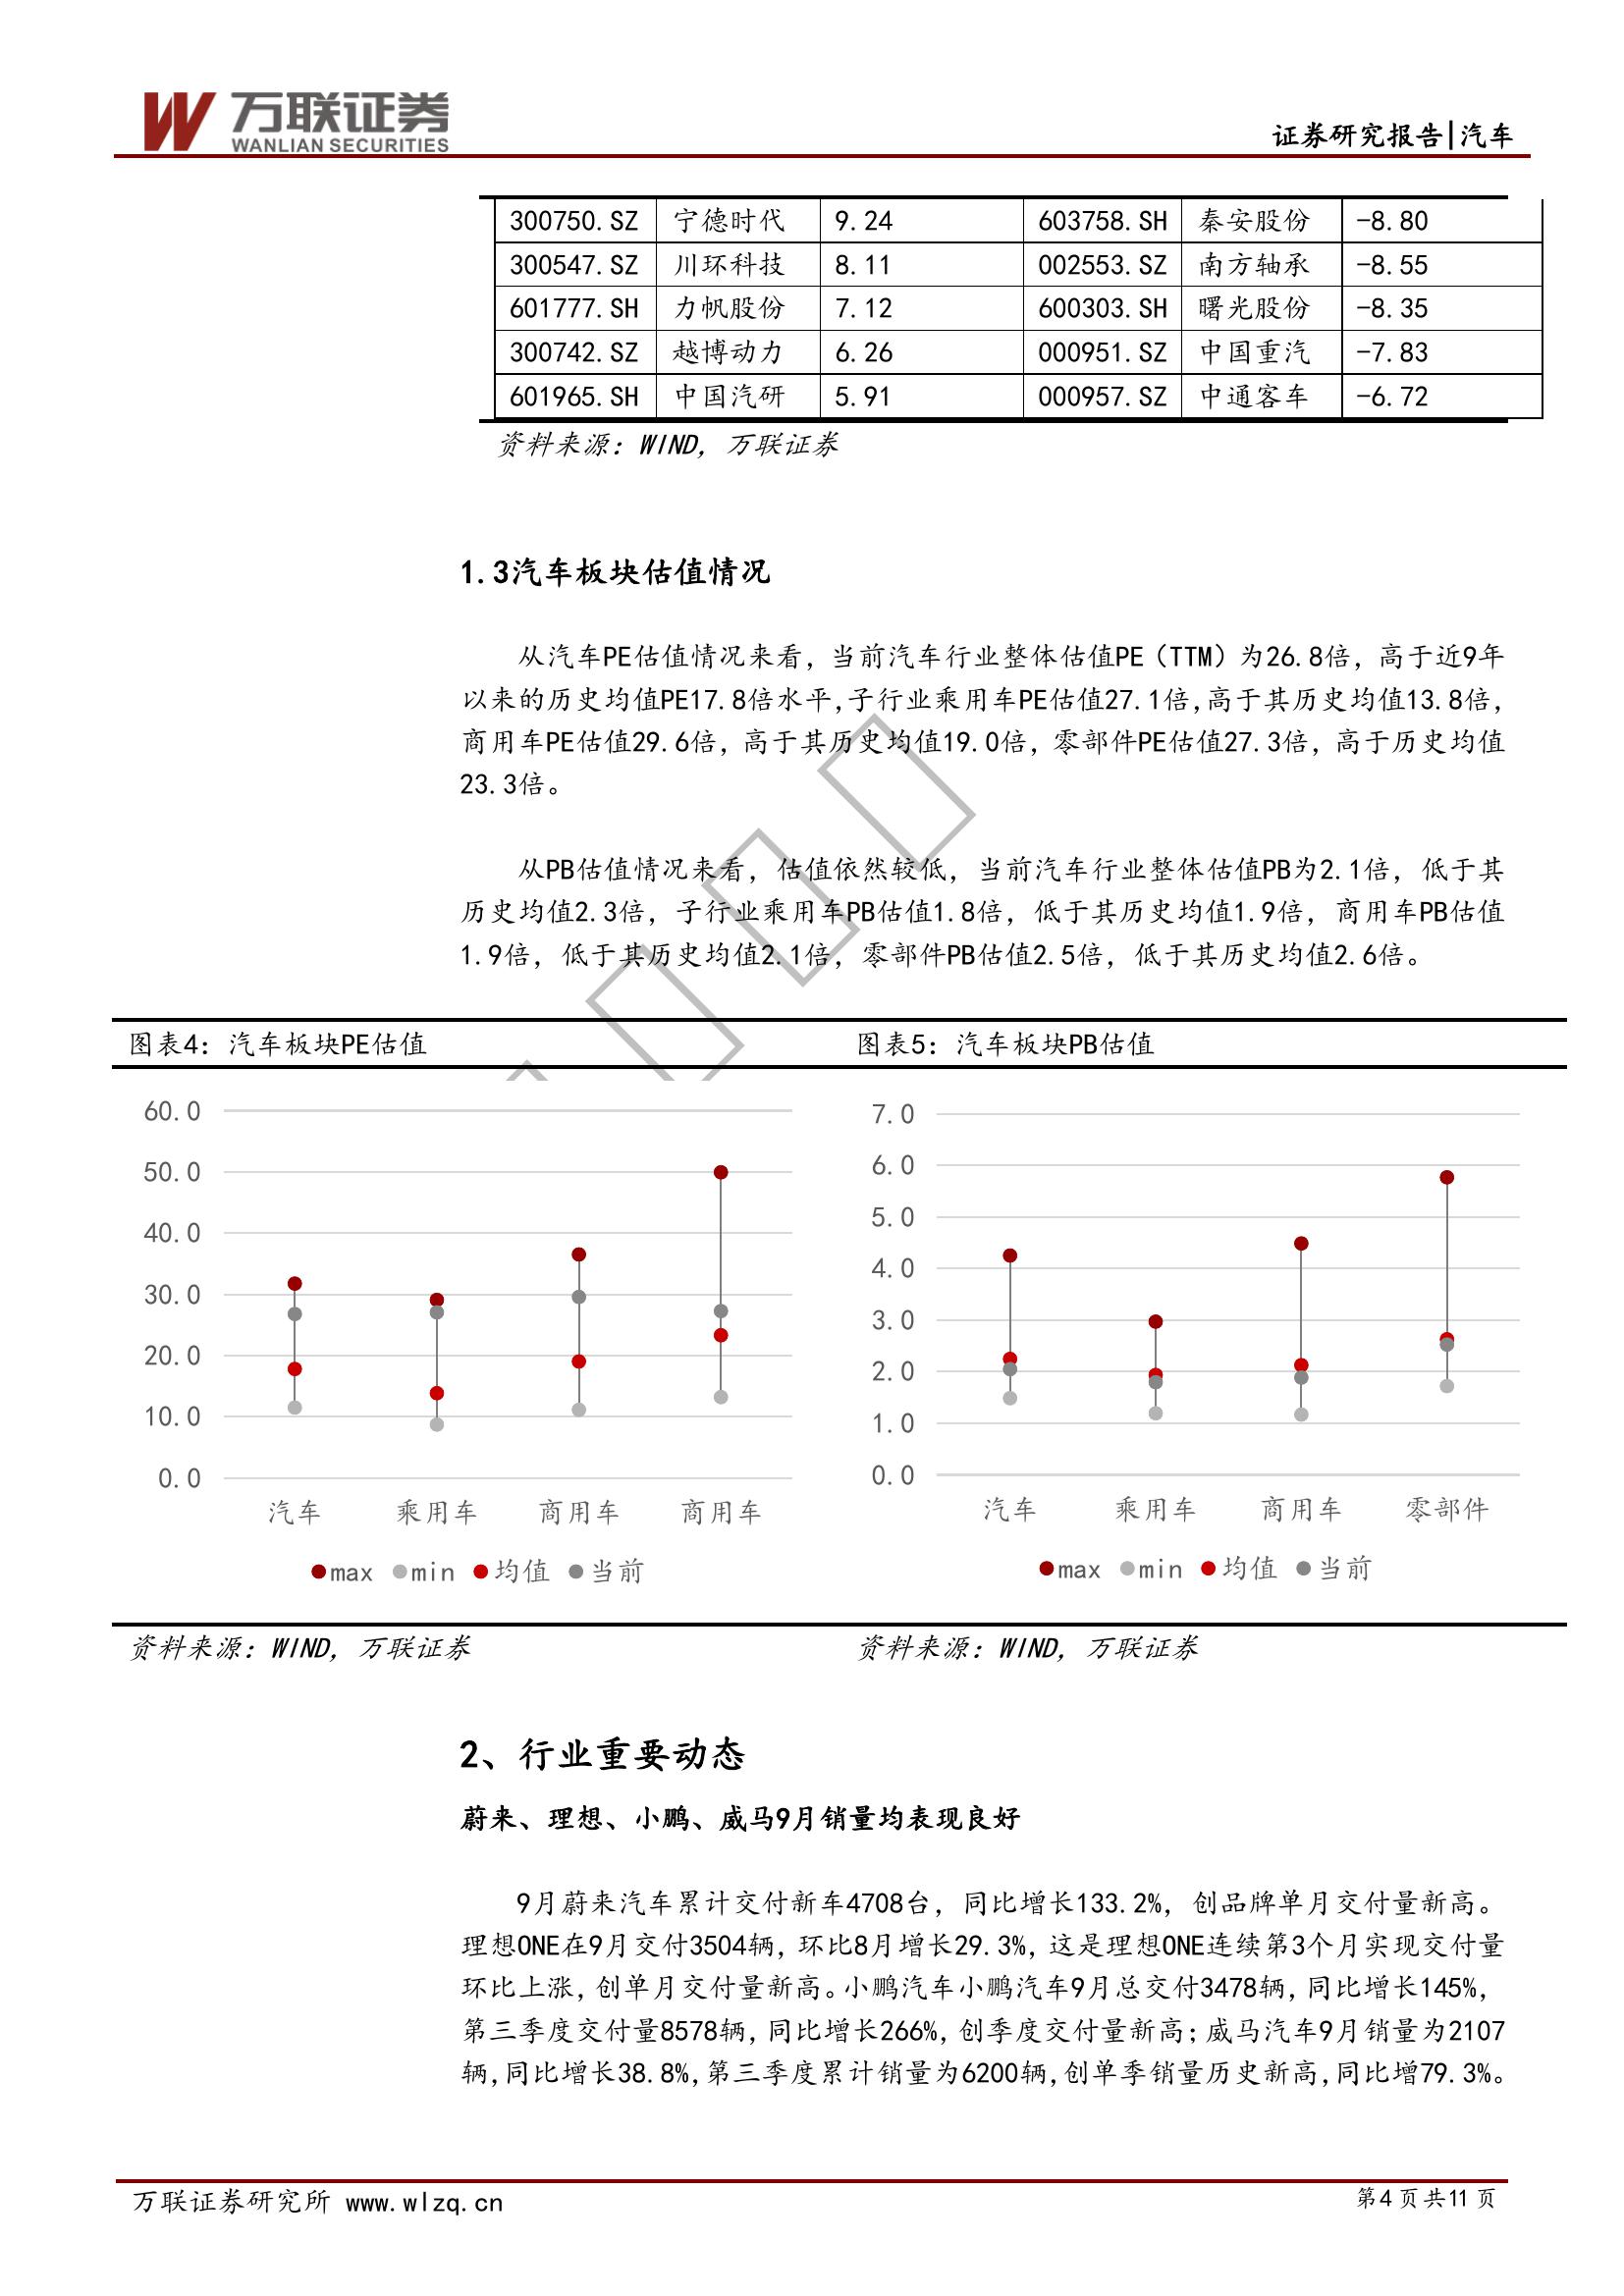 万联证券
WANLIAN SECURITIES
证券研究报告|汽车
300750.SZ 宁德时代 9.24 603758.SH 秦安股份 -8.80
300547.SZ 川环科技 8.11 002553.SZ 南方轴承 -8.55
601777.SH 力帆股份 7.12 600303.SH 曙光股份 -8.35
300742.SZ 越博动力 6.26 000951.SZ 中国重汽 -7.83
601965.SH 中国汽研 5.91 000957.SZ 中通客车 -6.72
资料来源：WIND，万联证券
1.3汽车板块估值情况
从汽车PE估值情况来看，当前汽车行业整体估值PE（TTM）为26.8倍，高于近9年
以来的历史均值PE17.8倍水平，子行业乘用车PE估值27.1倍，高于其历史均值13.8倍，
商用车PE估值29.6倍，高于其历史均值19.0倍，零部件PE估值27.3倍，高于历史均值
23.3倍。
从PB估值情况来看，估值依然较低，当前汽车行业整体估值PB为2.1倍，低于其
历史均值2.3倍，子行业乘用车PB估值1.8倍，低于其历史均值1.9倍，商用车PB估值
1.9倍，低于其历史均值2.1倍，零部件PB估值2.5倍，低于其历史均值2.6倍。
图表4：汽车板块PE估值
60.0
50.0
40.0
30.0
20.0
10.0
0.0
汽车 乘用车 商用车 商用车
max min 均值 当前
资料来源：WIND，万联证券
图表5：汽车板块PB估值
7.0
6.0
5.0
4.0
3.0
2.0
1.0
0.0
汽车 乘用车 商用车 零部件
max min 均值 当前
资料来源：WIND，万联证券
2、行业重要动态
蔚来、理想、小鹏、威马9月销量均表现良好
9月蔚来汽车累计交付新车4708台，同比增长133.2%，创品牌单月交付量新高。
理想ONE在9月交付3504辆，环比8月增长29.3%，这是理想ONE连续第3个月实现交付量
环比上涨，创单月交付量新高。小鹏汽车小鹏汽车9月总交付3478辆，同比增长145%，
第三季度交付量8578辆，同比增长266%，创季度交付量新高；威马汽车9月销量为2107
辆，同比增长38.8%，第三季度累计销量为6200辆，创单季销量历史新高，同比增79.3%。
万联证券研究所 www.wlzq.cn
第4页共11页